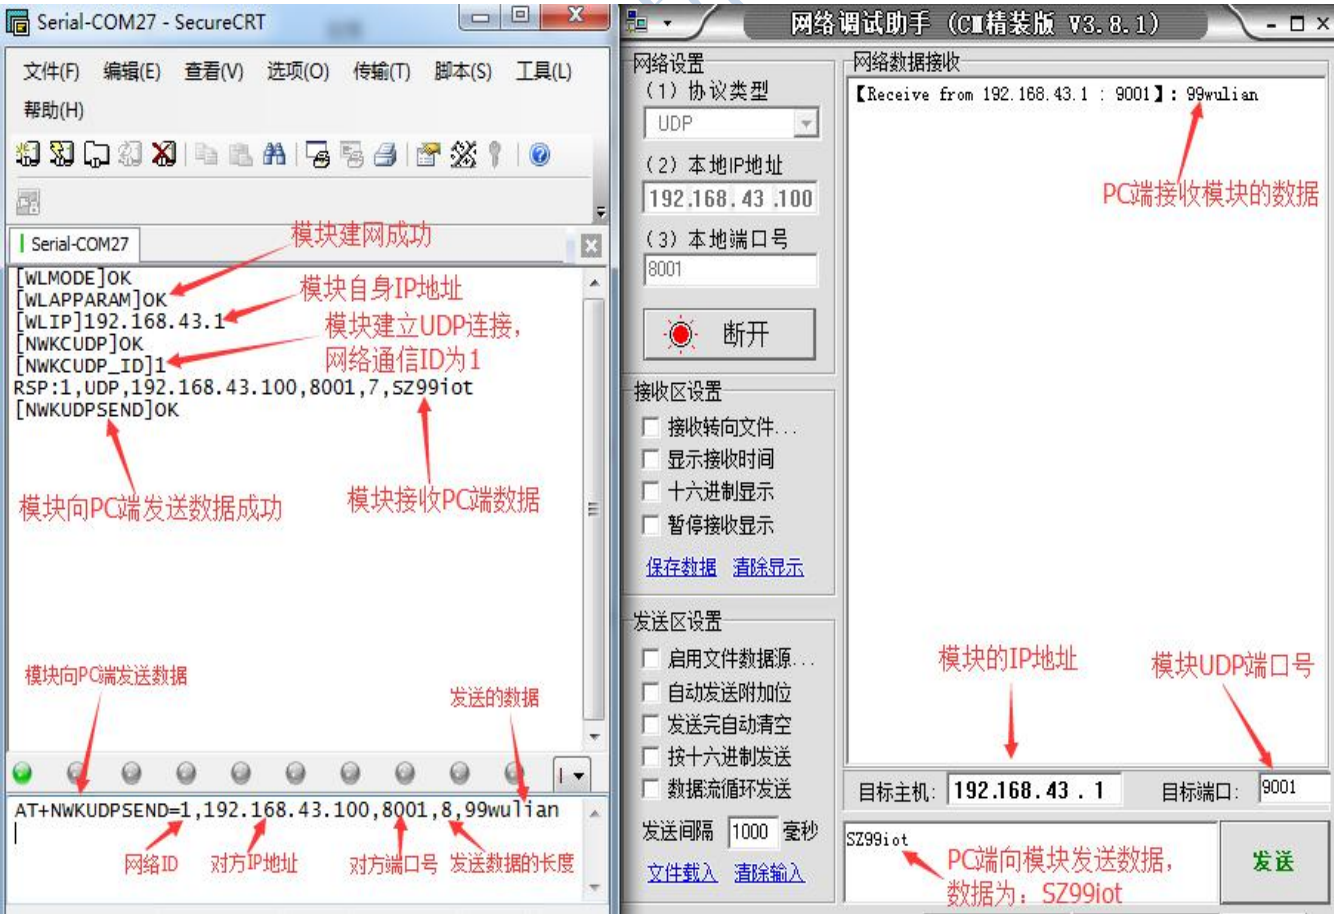 Serial-COM27 - SecureCRT
文件(F) 编辑(E) 查看(V) 选项(O) 传输(T) 脚本(S) 工具(L)
帮助(H)
Serial-COM27
模块建网成功
[WLMODE]OK
[WLAPPARAM]OK
模块自身IP地址
[WLIP]192.168.43.1
模块建立UDP连接，
[NWKCUDP]OK
网络通信ID为1
[NWKCUDP_ID]1
RSP:1,UDP,192.168.43.100,8001,7,SZ99iot
[NWKUDPSEND]OK
模块向PC端发送数据成功
模块接收PC端数据
模块向PC端发送数据
发送的数据
AT+NWKUDPSEND=1,192.168.43.100,8001,8,99wulian
网络ID 对方IP地址 对方端口号 发送数据的长度
网络调试助手 (CM精装版 V3.8.1)
网络设置
(1) 协议类型
UDP
(2) 本地IP地址
192.168.43.100
(3) 本地端口号
8001
断开
接收区设置
接收转向文件...
显示接收时间
十六进制显示
暂停接收显示
保存数据 清除显示
发送区设置
启用文件数据源...
自动发送附加位
发送完自动清空
按十六进制发送
数据流循环发送
发送间隔 1000 毫秒
文件载入 清除输入
网络数据接收
【Receive from 192.168.43.1 : 9001】: 99wulian
PC端接收模块的数据
模块的IP地址
模块UDP端口号
目标主机: 192.168.43.1 目标端口: 9001
SZ99iot
PC端向模块发送数据，
数据为：SZ99iot
发送